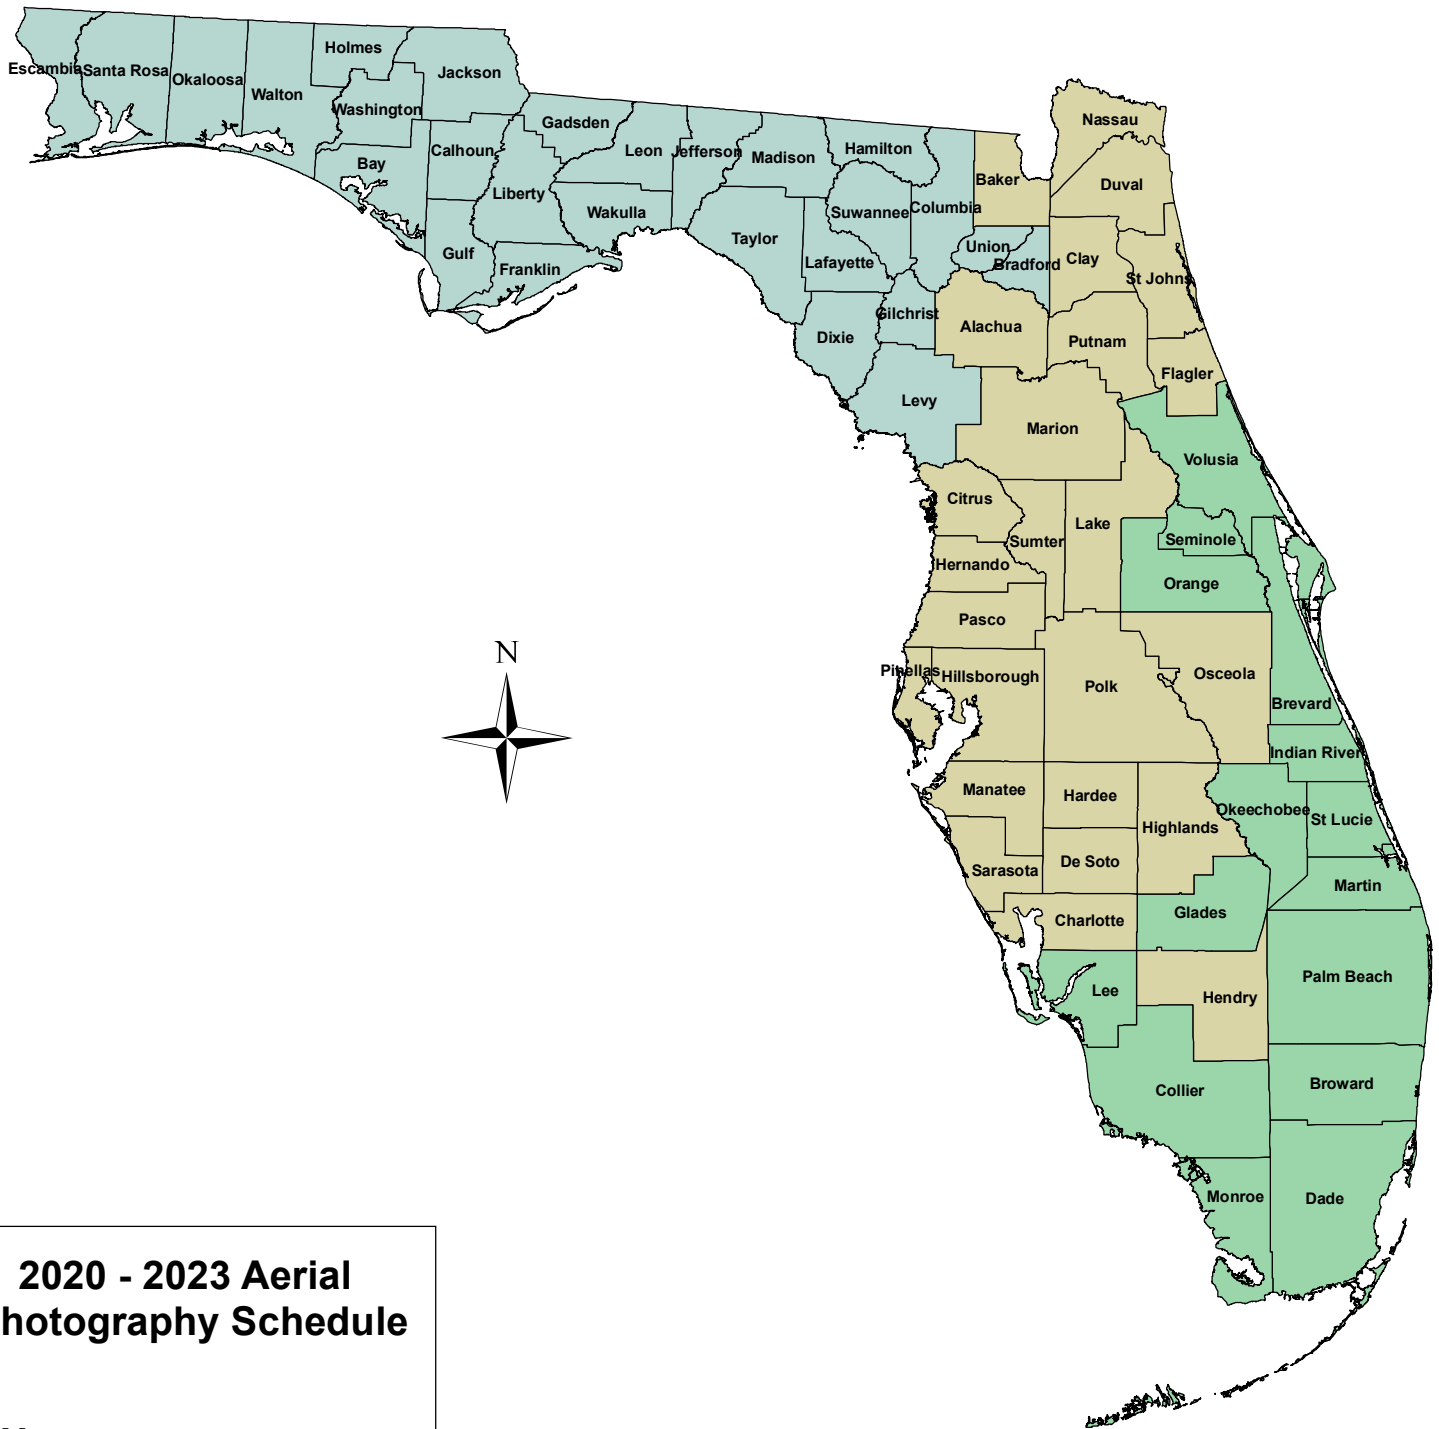 Holmes
Jackson
Escambia
Santa Rosa
Okaloosa
Walton
Washington
Nassau
Gadsden
Calhoun
Leon
Jefferson
Madison
Hamilton
Bay
Liberty
Baker
Duval
Wakulla
Suwannee
Columbia
Taylor
Union
Bradford
Clay
Gulf
Franklin
Lafayette
St Johns
Gilchrist
Alachua
Dixie
Putnam
Flagler
Levy
Marion
Volusia
Citrus
Lake
Sumter
Seminole
Hernando
Orange
Pasco
N
Pinellas
Hillsborough
Polk
Osceola
Brevard
Indian River
Manatee
Hardee
Okeechobee
St Lucie
Highlands
De Soto
Sarasota
Martin
Glades
Charlotte
Palm Beach
Lee
Hendry
Collier
Broward
Monroe
Dade
2020 - 2023 Aerial
hotography Schedule